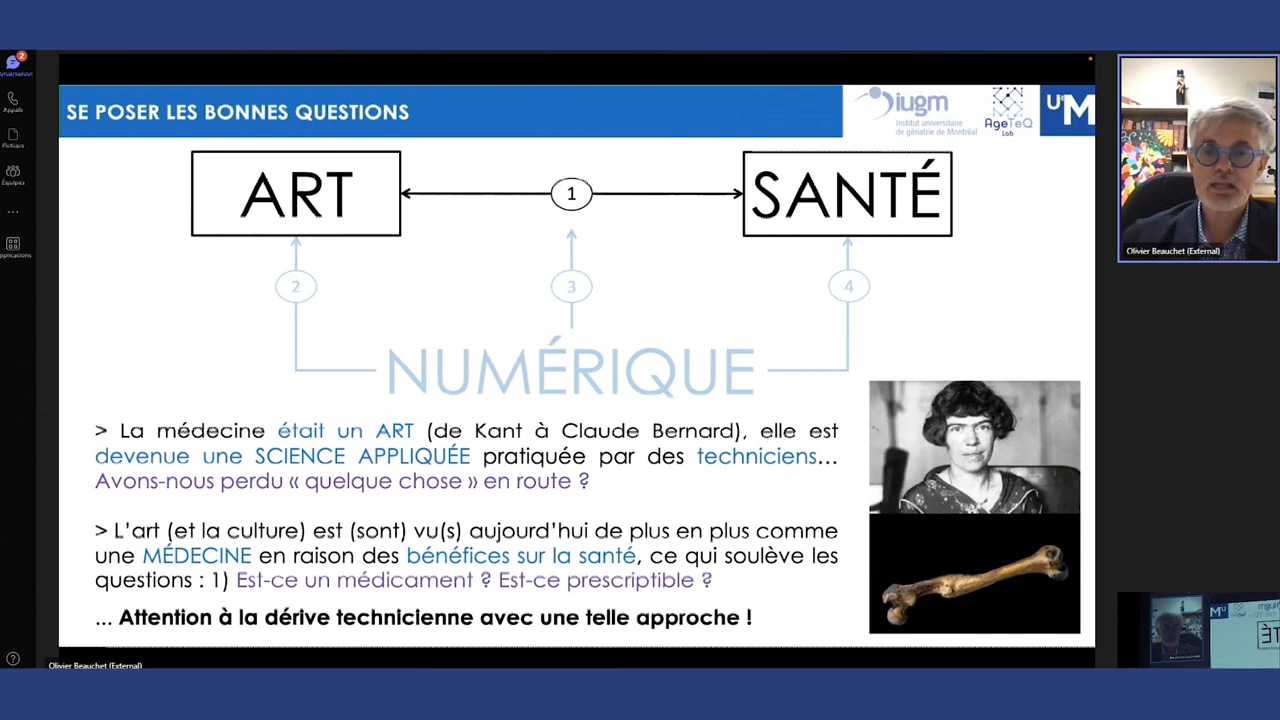 2
Appels
Fichiers
Équipes
...
SE POSER LES BONNES QUESTIONS
iugm
Institut universitaire
de gériatrie de Montréal
AgeTeQ
Lab
UdeM
ART
1
SANTÉ
2
3
4
NUMÉRIQUE
> La médecine était un ART (de Kant à Claude Bernard), elle est
devenue une SCIENCE APPLIQUÉE pratiquée par des techniciens...
Avons-nous perdu « quelque chose » en route ?
> L'art (et la culture) est (sont) vu(s) aujourd'hui de plus en plus comme
une MÉDECINE en raison des bénéfices sur la santé, ce qui soulève les
questions : 1) Est-ce un médicament ? Est-ce prescriptible ?
... Attention à la dérive technicienne avec une telle approche !
Olivier Beauchet (External)
Olivier Beauchet (External)